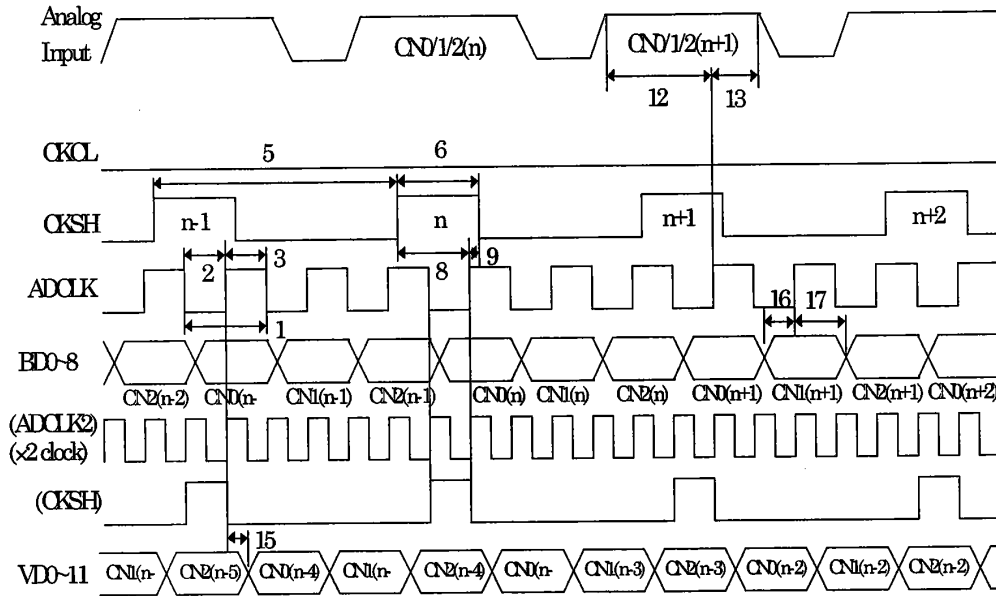 Analog
Input
CN0/1/2(n)
CN0/1/2(n+1)
12
13
CKCL
5
6
CKSH
n-1
n
n+1
n+2
2
3
8
9
ADCLK
16
17
1
BD0~8
CN2(n-2)
CN0(n-
CN1(n-1)
CN2(n-1)
CN0(n)
CN1(n)
CN2(n)
CN0(n+1)
CN1(n+1)
CN2(n+1)
CN0(n+2)
(ADCLK2)
(×2 clock)
(CKSH)
15
VD0~11
CN1(n-
CN2(n-5)
CN0(n-4)
CN1(n-
CN2(n-4)
CN0(n-
CN1(n-3)
CN2(n-3)
CN0(n-2)
CN1(n-2)
CN2(n-2)